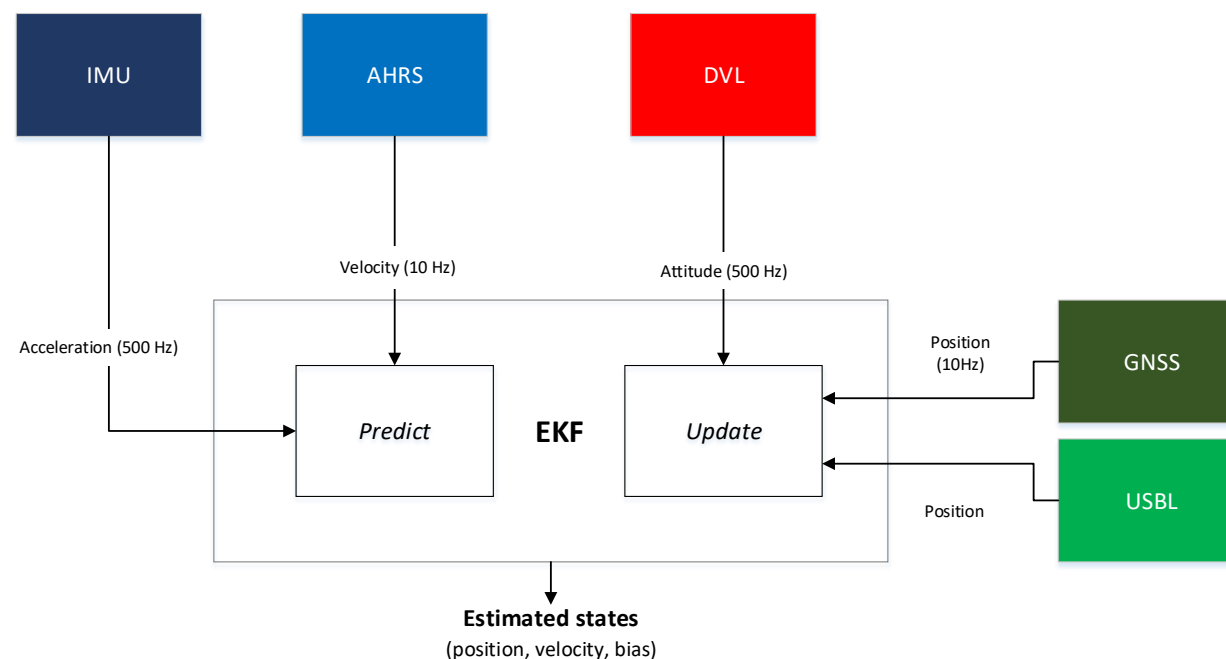 IMU
AHRS
DVL
Velocity (10 Hz)
Attitude (500 Hz)
Acceleration (500 Hz)
Position
(10Hz)
GNSS
Predict
EKF
Update
Position
USBL
Estimated states
(position, velocity, bias)